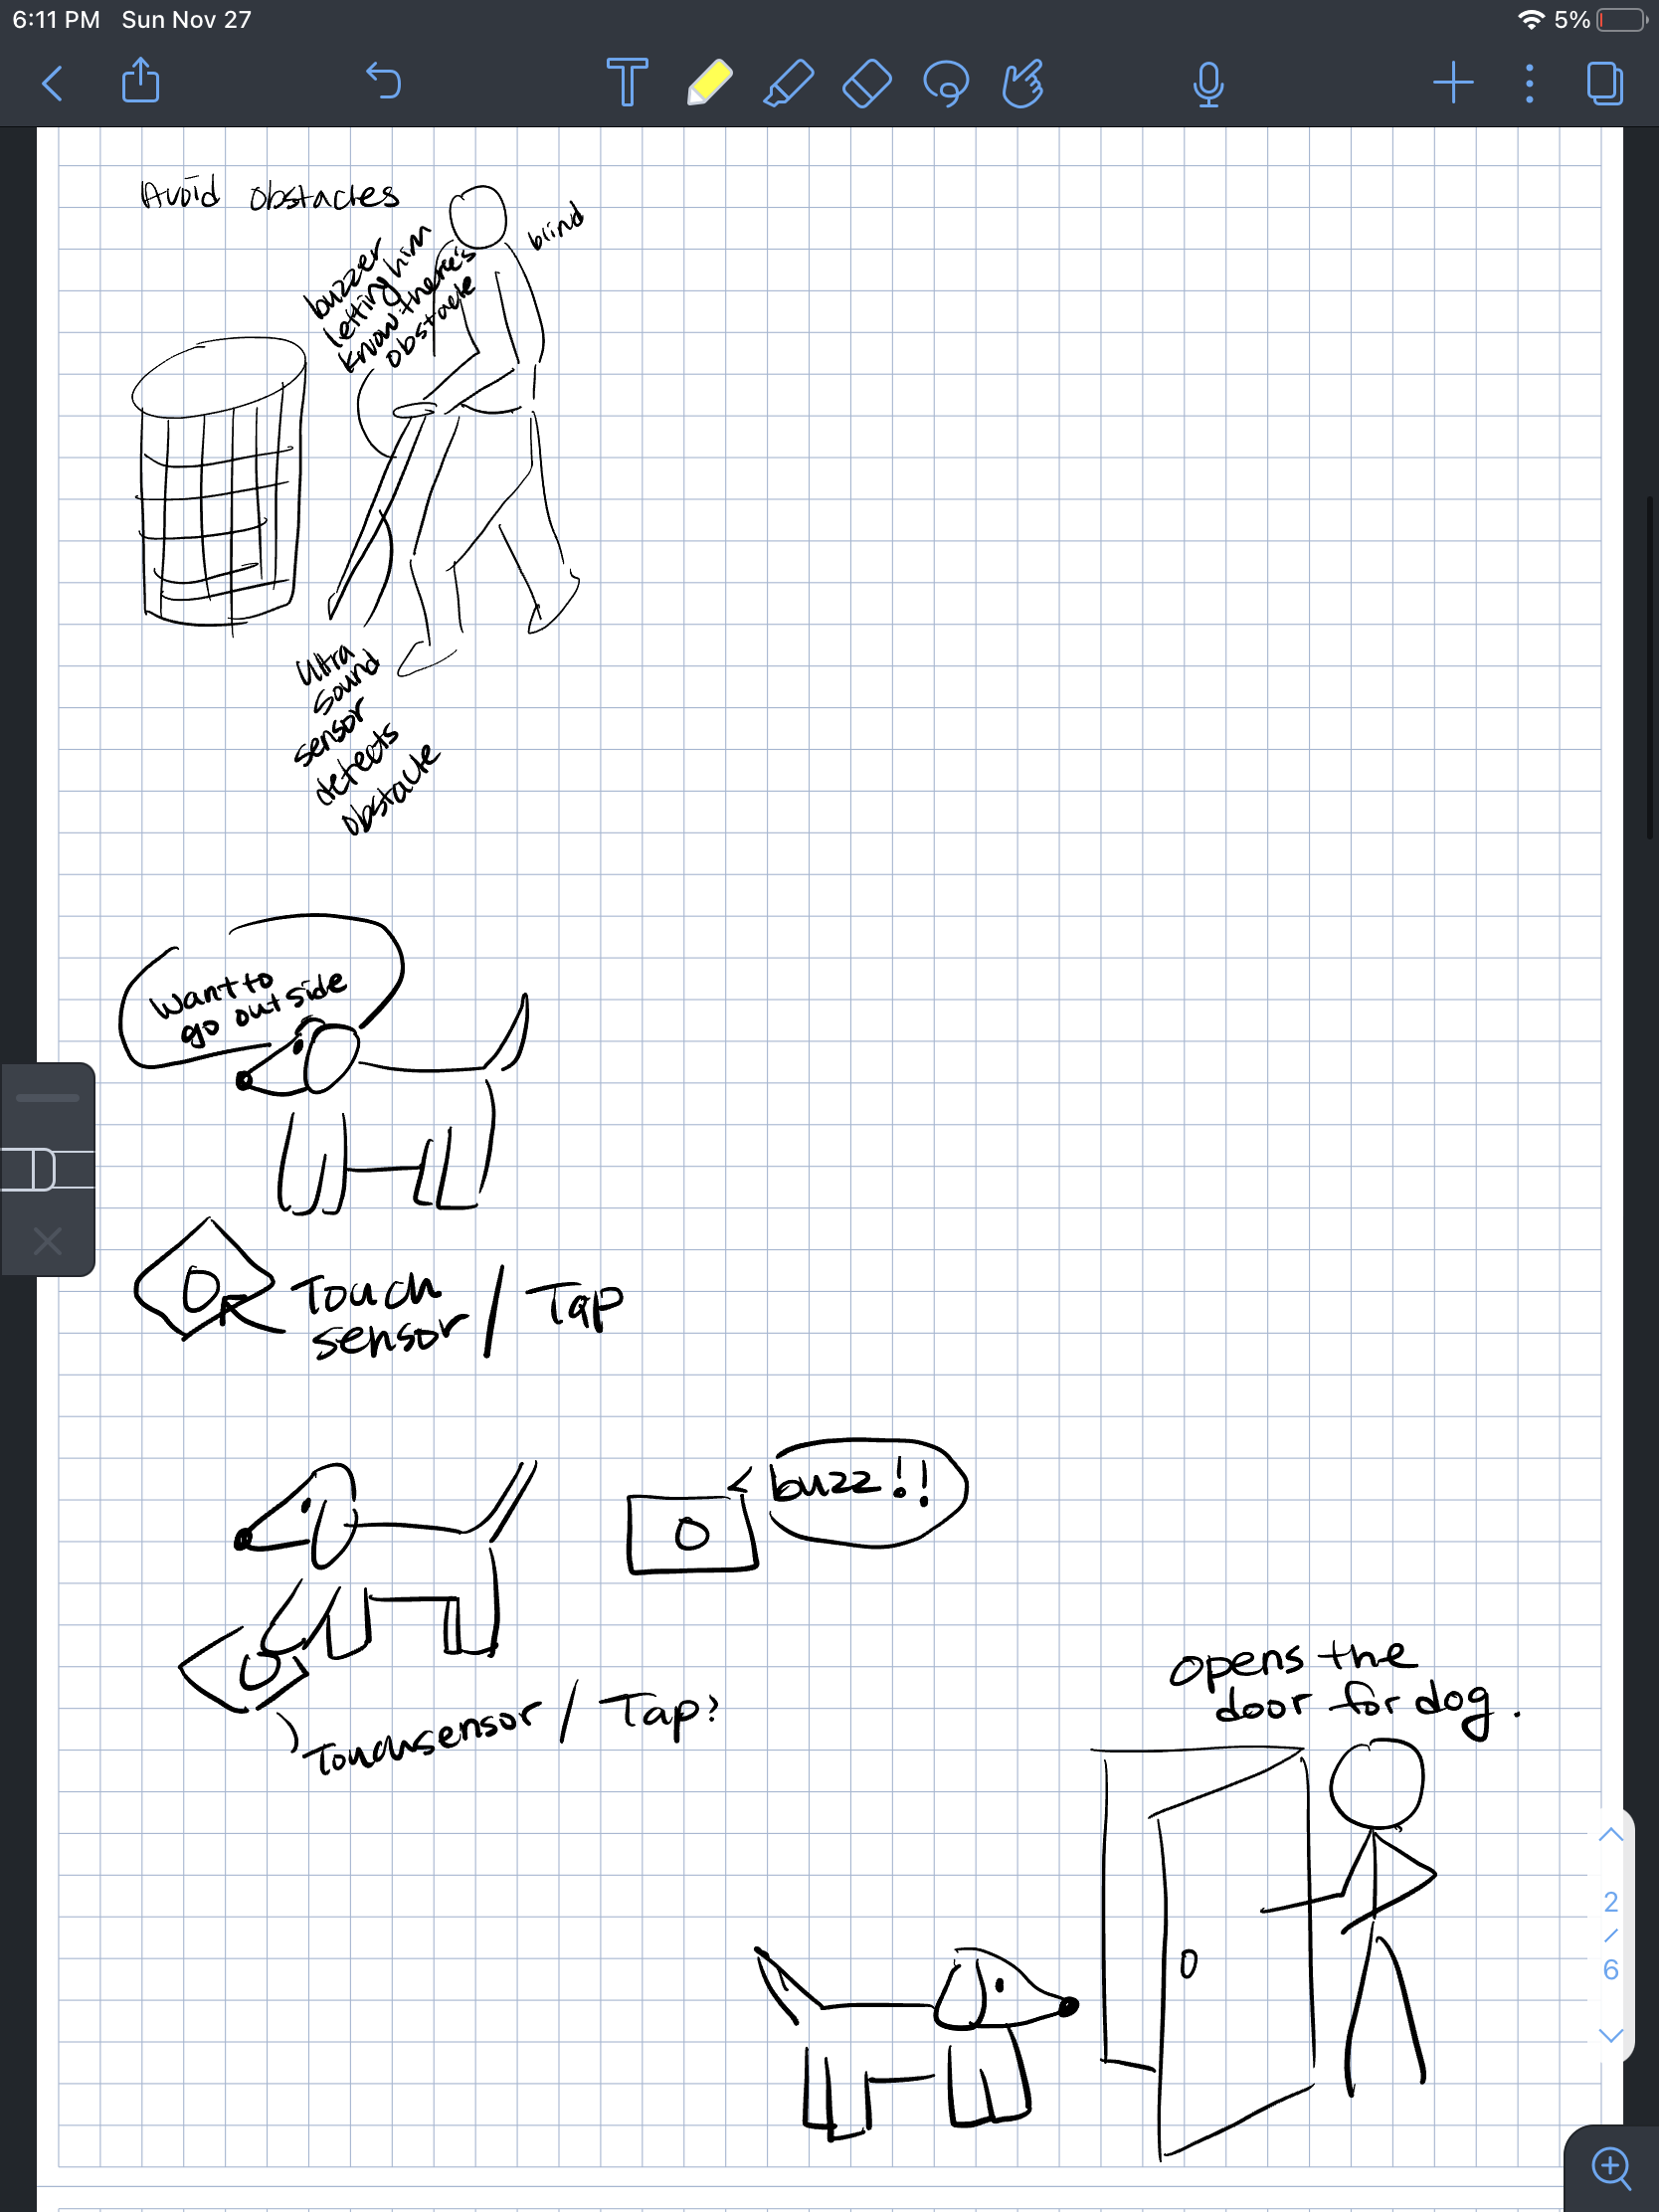 6:11 PM Sun Nov 27
5%
Avoid obstacles
blind
buzzer
letting him
know there's
obstacle
Ultra
sound
sensor
detects
obstacle
Want to
go outside
Touch
sensor / Tap
buzz!!
Touchsensor / Tap?
opens the
door for dog.
2
/
6